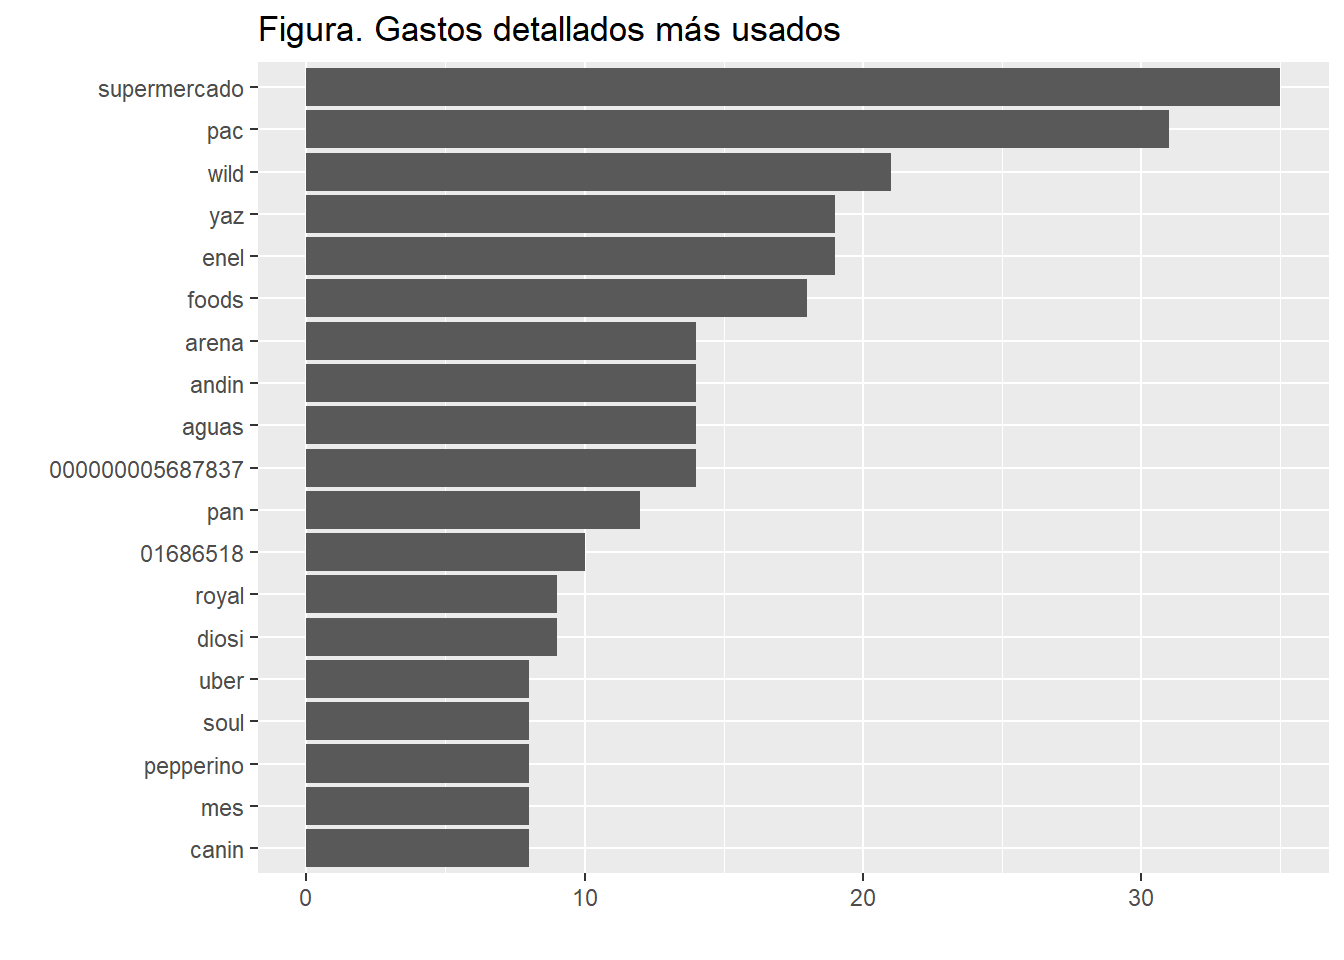 Figura. Gastos detallados más usados
supermercado
pac
wild
yaz
enel
foods
arena
andin
aguas
000000005687837
pan
01686518
royal
diosi
uber
soul
pepperino
mes
canin
0 10 20 30